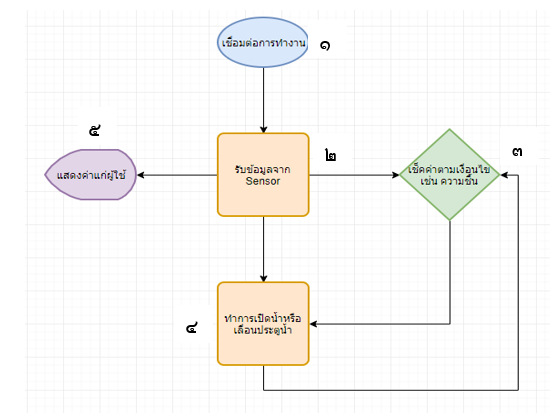 เชื่อมต่อการทำงาน
๑
๕
๒
๓
รับข้อมูลจาก
Sensor
แสดงค่าแก่ผู้ใช้
เช็คค่าตามเงื่อนไข
เช่น ความชื้น
๔
ทำการเปิดน้ำหรือ
เลื่อนประตูน้ำ